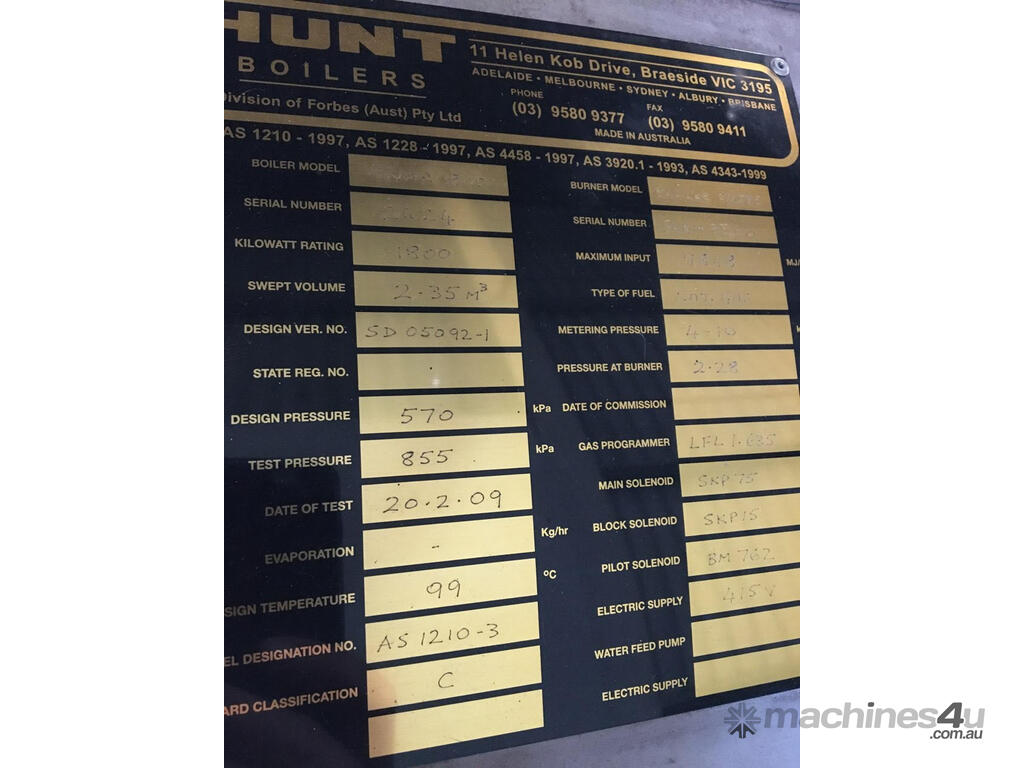 HUNT
BOILERS
Division of Forbes (Aust) Pty Ltd
11 Helen Kob Drive, Braeside VIC 3195
ADELAIDE • MELBOURNE • SYDNEY • ALBURY • BRISBANE
PHONE
(03) 9580 9377
FAX
(03) 9580 9411
MADE IN AUSTRALIA
AS 1210 - 1997, AS 1228 - 1997, AS 4458 - 1997, AS 3920.1 - 1993, AS 4343-1999
BOILER MODEL
SERIAL NUMBER
KILOWATT RATING 1800
SWEPT VOLUME 2.35 M³
DESIGN VER. NO. SD 05092-1
STATE REG. NO.
DESIGN PRESSURE 570 kPa
TEST PRESSURE 855 kPa
DATE OF TEST 20.2.09
EVAPORATION - Kg/hr
SIGN TEMPERATURE 99 °C
EL DESIGNATION NO. AS 1210-3
ARD CLASSIFICATION C
BURNER MODEL
SERIAL NUMBER
MAXIMUM INPUT MJ/
TYPE OF FUEL
METERING PRESSURE 4-10
PRESSURE AT BURNER 2.28
DATE OF COMMISSION
GAS PROGRAMMER LFL 1.635
MAIN SOLENOID SKP 75
BLOCK SOLENOID SKP 15
PILOT SOLENOID BM 762
ELECTRIC SUPPLY 415V
WATER FEED PUMP
ELECTRIC SUPPLY
machines4u
.com.au